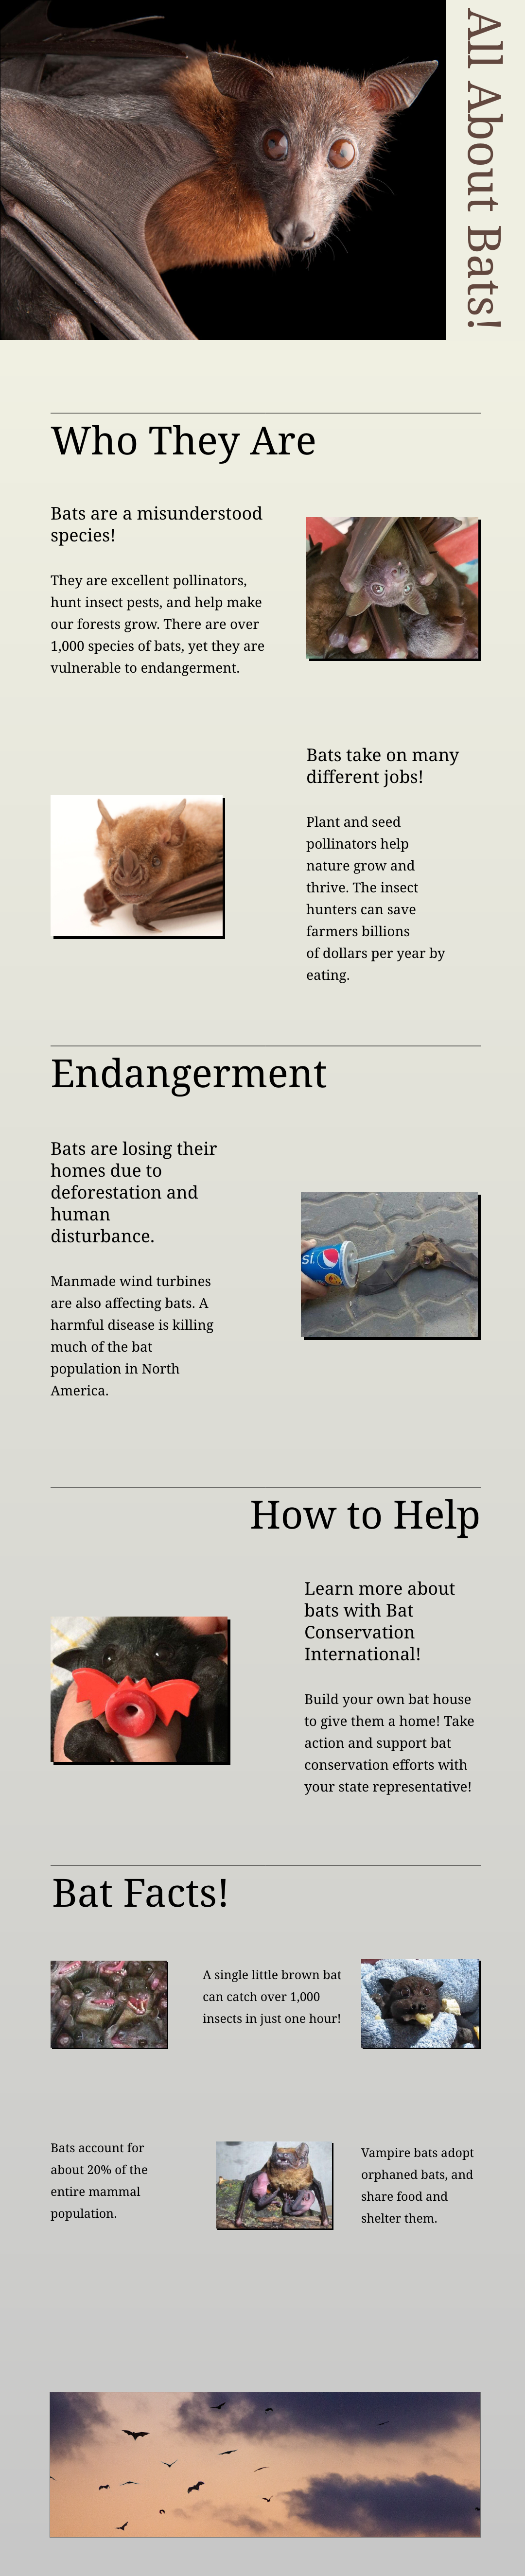 All About Bats!
Who They Are
Bats are a misunderstood
species!
They are excellent pollinators,
hunt insect pests, and help make
our forests grow. There are over
1,000 species of bats, yet they are
vulnerable to endangerment.
Bats take on many
different jobs!
Plant and seed
pollinators help
nature grow and
thrive. The insect
hunters can save
farmers billions
of dollars per year by
eating.
Endangerment
Bats are losing their
homes due to
deforestation and
human
disturbance.
Manmade wind turbines
are also affecting bats. A
harmful disease is killing
much of the bat
population in North
America.
si
How to Help
Learn more about
bats with Bat
Conservation
International!
Build your own bat house
to give them a home! Take
action and support bat
conservation efforts with
your state representative!
Bat Facts!
A single little brown bat
can catch over 1,000
insects in just one hour!
Bats account for
about 20% of the
entire mammal
population.
Vampire bats adopt
orphaned bats, and
share food and
shelter them.